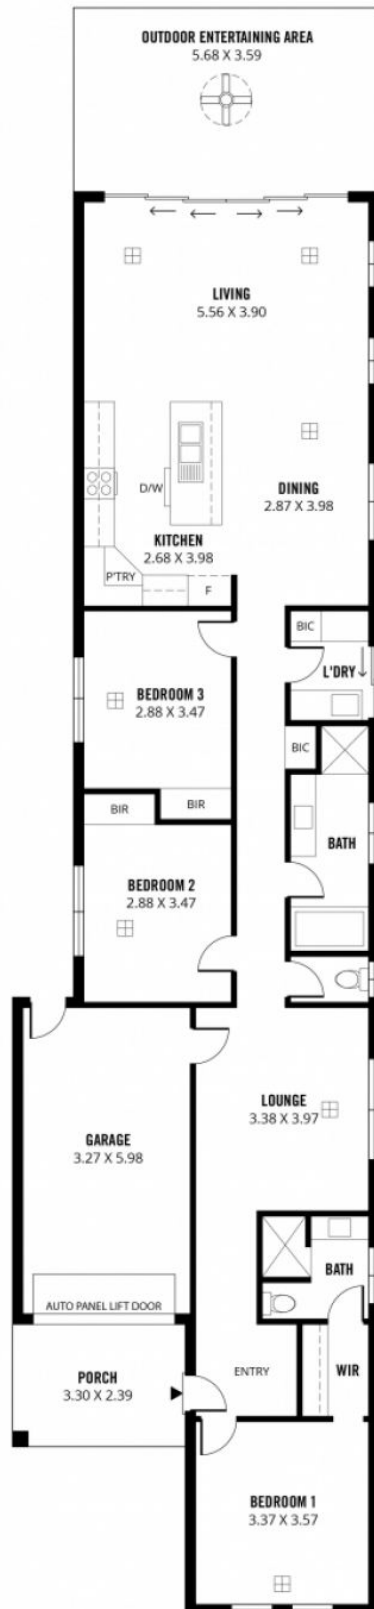 OUTDOOR ENTERTAINING AREA
5.68 X 3.59
LIVING
5.56 X 3.90
D/W
DINING
2.87 X 3.98
KITCHEN
2.68 X 3.98
P'TRY
F
BIC
L'DRY
BEDROOM 3
2.88 X 3.47
BIC
BIR
BIR
BATH
BEDROOM 2
2.88 X 3.47
LOUNGE
3.38 X 3.97
GARAGE
3.27 X 5.98
BATH
AUTO PANEL LIFT DOOR
PORCH
3.30 X 2.39
ENTRY
WIR
BEDROOM 1
3.37 X 3.57